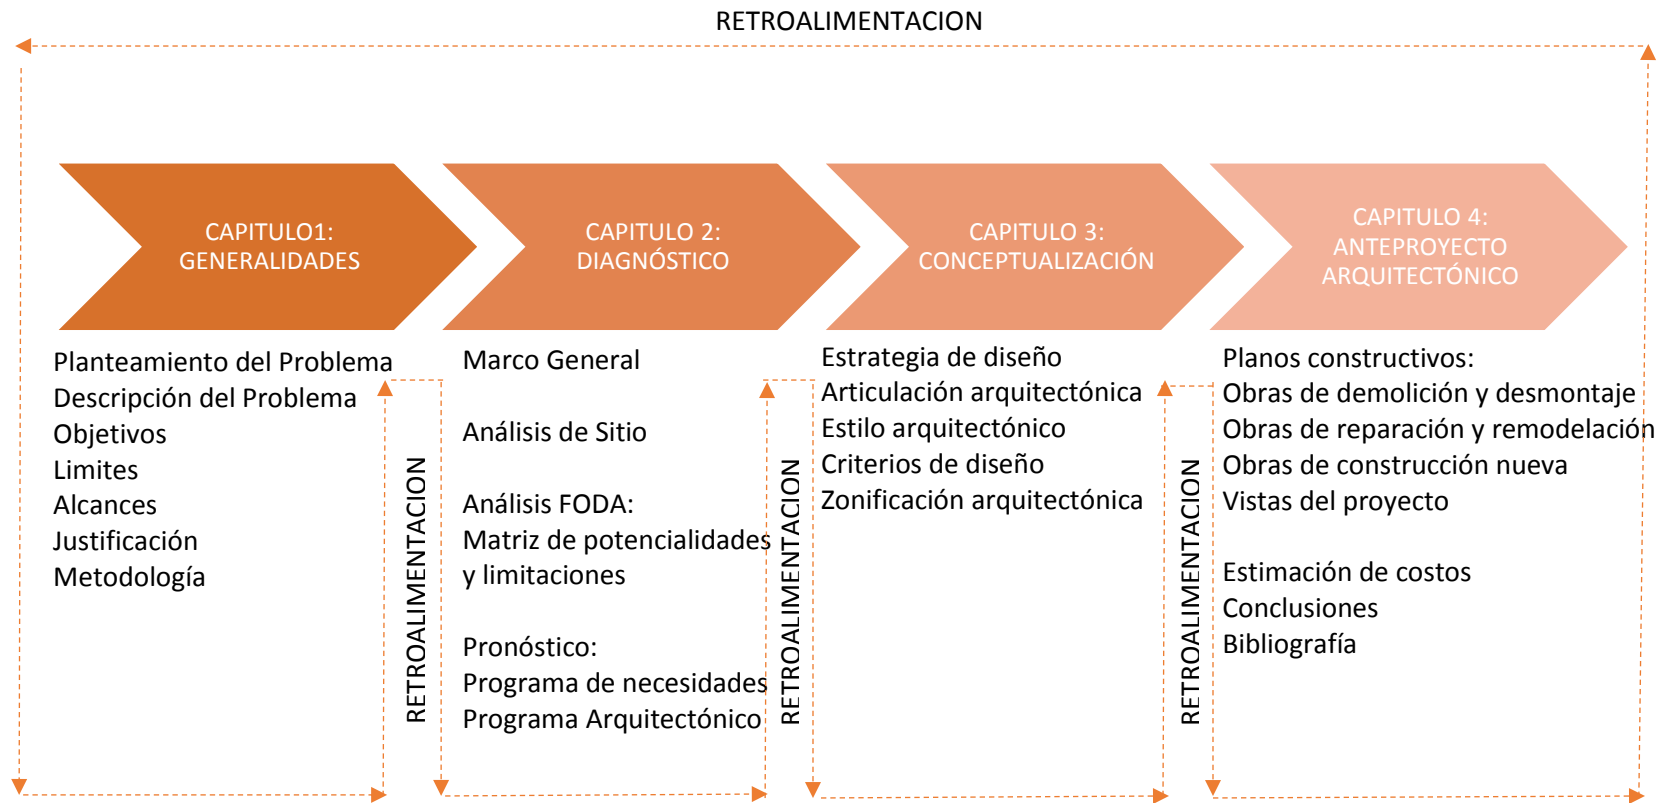 RETROALIMENTACION
CAPITULO1:
GENERALIDADES
Planteamiento del Problema
Descripción del Problema
Objetivos
Limites
Alcances
Justificación
Metodología
RETROALIMENTACION
CAPITULO 2:
DIAGNÓSTICO
Marco General
Análisis de Sitio
Análisis FODA:
Matriz de potencialidades
y limitaciones
Pronóstico:
Programa de necesidades
Programa Arquitectónico
RETROALIMENTACION
CAPITULO 3:
CONCEPTUALIZACIÓN
Estrategia de diseño
Articulación arquitectónica
Estilo arquitectónico
Criterios de diseño
Zonificación arquitectónica
RETROALIMENTACION
CAPITULO 4:
ANTEPROYECTO
ARQUITECTÓNICO
Planos constructivos:
Obras de demolición y desmontaje
Obras de reparación y remodelación
Obras de construcción nueva
Vistas del proyecto
Estimación de costos
Conclusiones
Bibliografía